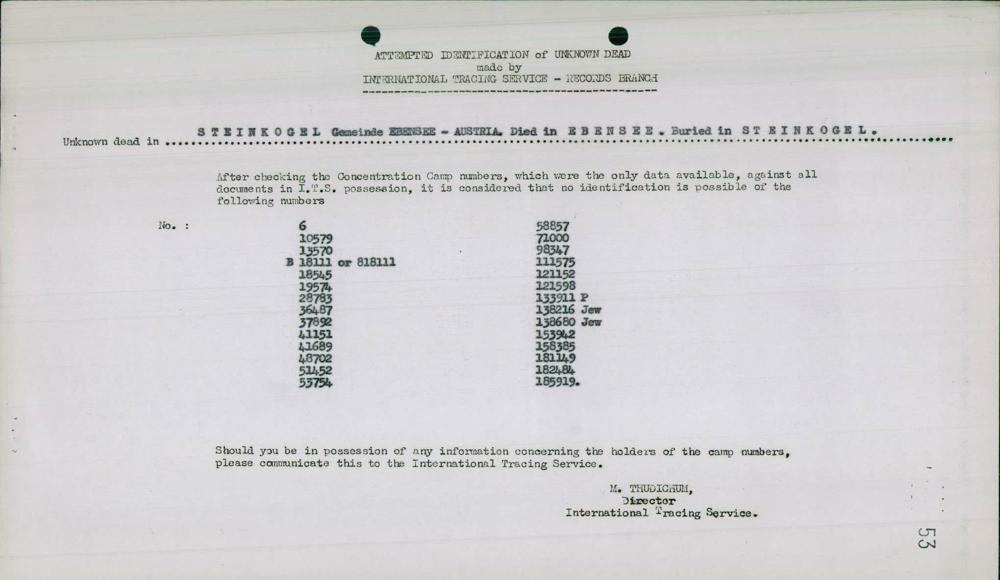 ATTEMPTED IDENTIFICATION of UNKNOWN DEAD
made by
INTERNATIONAL TRACING SERVICE - RECORDS BRANCH
Unknown dead in S T E I N K O G E L Gemeinde EBENSEE - AUSTRIA. Died in E B E N S E E . Buried in ST E I N K O G E L .
After checking the Concentration Camp numbers, which were the only data available, against all
documents in I.T.S. possession, it is considered that no identification is possible of the
following numbers
No. : 6 58857
10579 71000
13570 98347
B 18111 or 818111 111575
18545 121152
19574 121598
28783 133911 P
36487 138216 Jew
37892 138680 Jew
41151 153942
41689 158385
48702 181149
51452 182484
53754 185919.
Should you be in possession of any information concerning the holders of the camp numbers,
please communicate this to the International Tracing Service.
M. THUDICHUM,
Director
International Tracing Service.
53